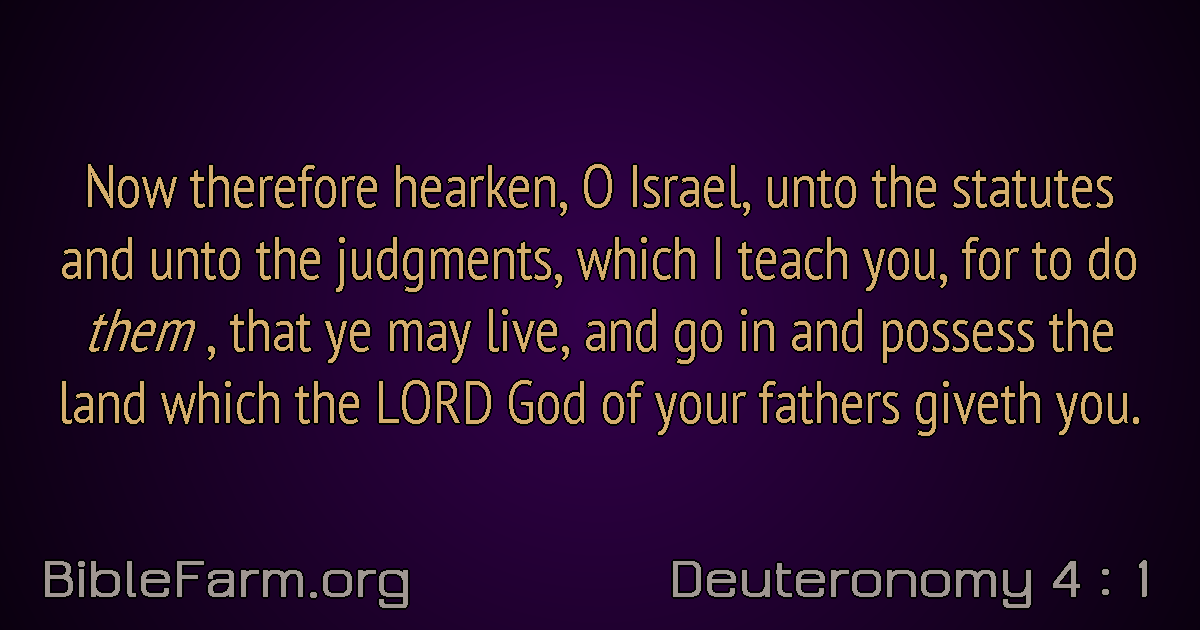 Now therefore hearken, O Israel, unto the statutes
and unto the judgments, which I teach you, for to do
them , that ye may live, and go in and possess the
land which the LORD God of your fathers giveth you.
BibleFarm.org
Deuteronomy 4 : 1